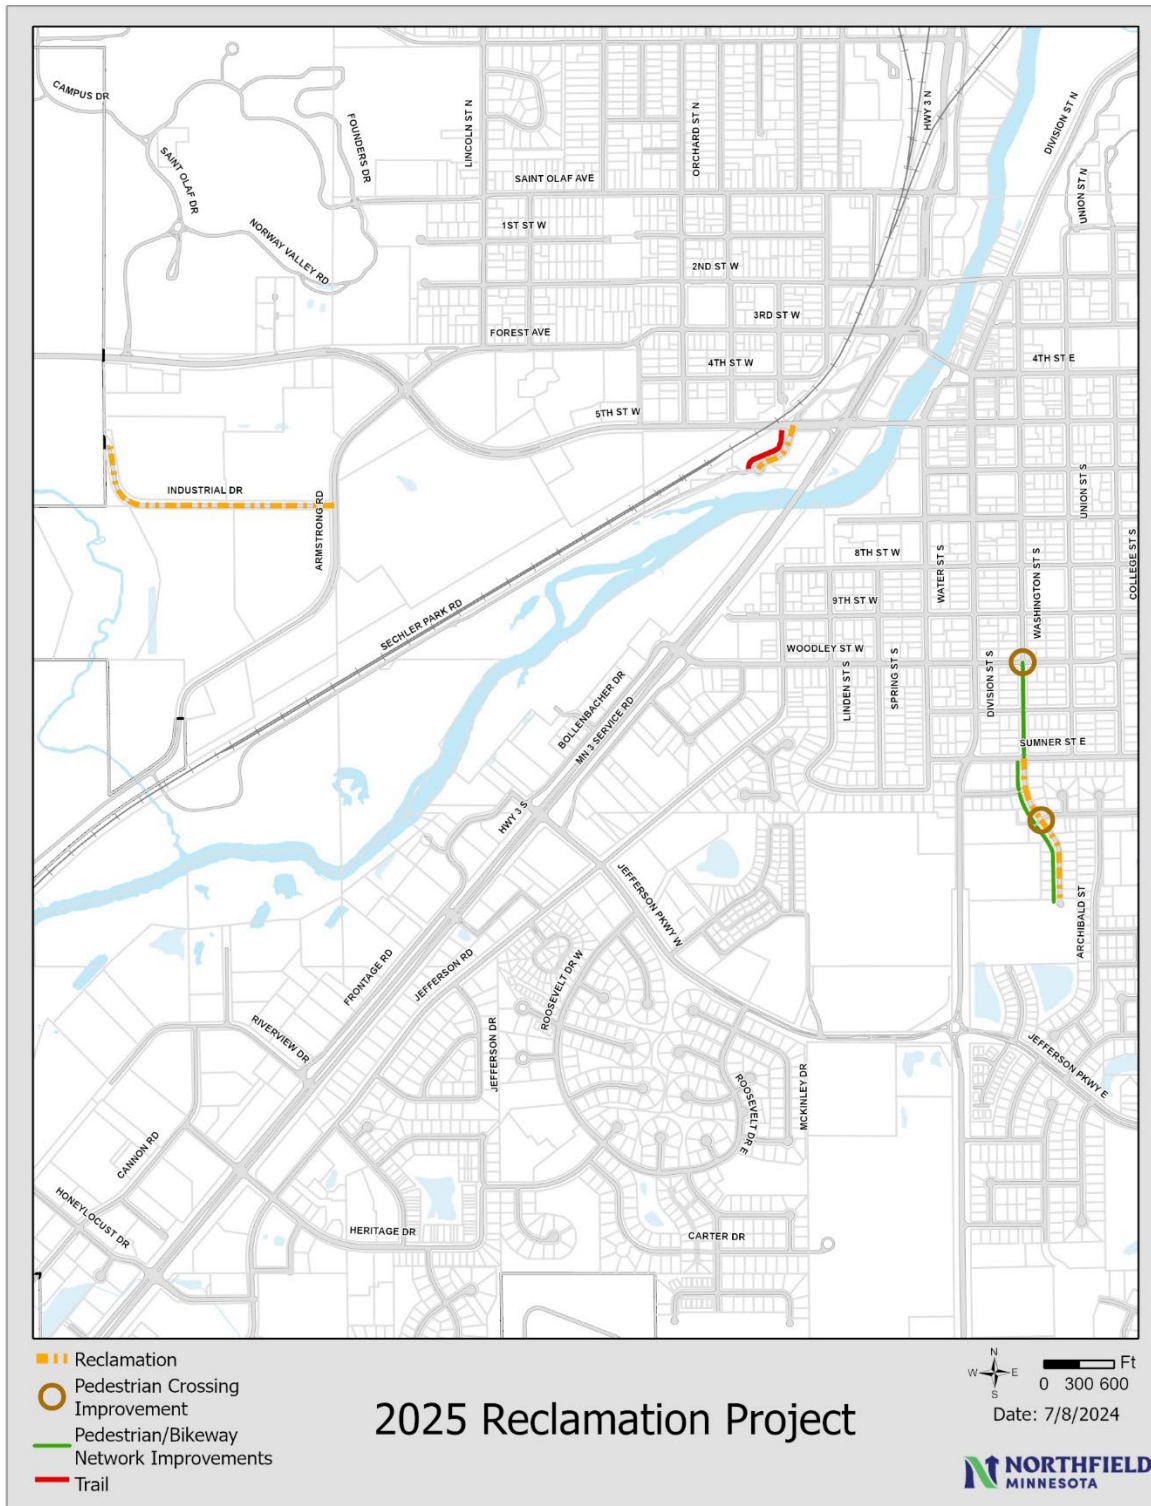 CAMPUS DR
FOUNDERS DR
LINCOLN ST N
ORCHARD ST N
HWY 3 N
DIVISION ST N
SAINT OLAF DR
SAINT OLAF AVE
UNION ST N
1ST ST W
NORWAY VALLEY RD
2ND ST W
3RD ST W
FOREST AVE
4TH ST W
4TH ST E
5TH ST W
INDUSTRIAL DR
ARMSTRONG RD
UNION ST S
8TH ST W
WATER ST S
COLLEGE ST S
WASHINGTON ST S
9TH ST W
SECHLER PARK RD
WOODLEY ST W
LINDEN ST S
SPRING ST S
DIVISION ST S
BOLLENBACHER DR
MN 3 SERVICE RD
SUMNER ST E
HWY 3 S
JEFFERSON PKWY W
ARCHIBALD ST
FRONTAGE RD
JEFFERSON RD
ROOSEVELT DR W
RIVERVIEW DR
JEFFERSON DR
JEFFERSON PKWY E
ROOSEVELT DR E
MCKINLEY DR
CANNON RD
HONEYLOCUST DR
HERITAGE DR
CARTER DR
Reclamation
Pedestrian Crossing
Improvement
Pedestrian/Bikeway
Network Improvements
Trail
2025 Reclamation Project
N
W E
S
Ft
0 300 600
Date: 7/8/2024
NORTHFIELD
MINNESOTA